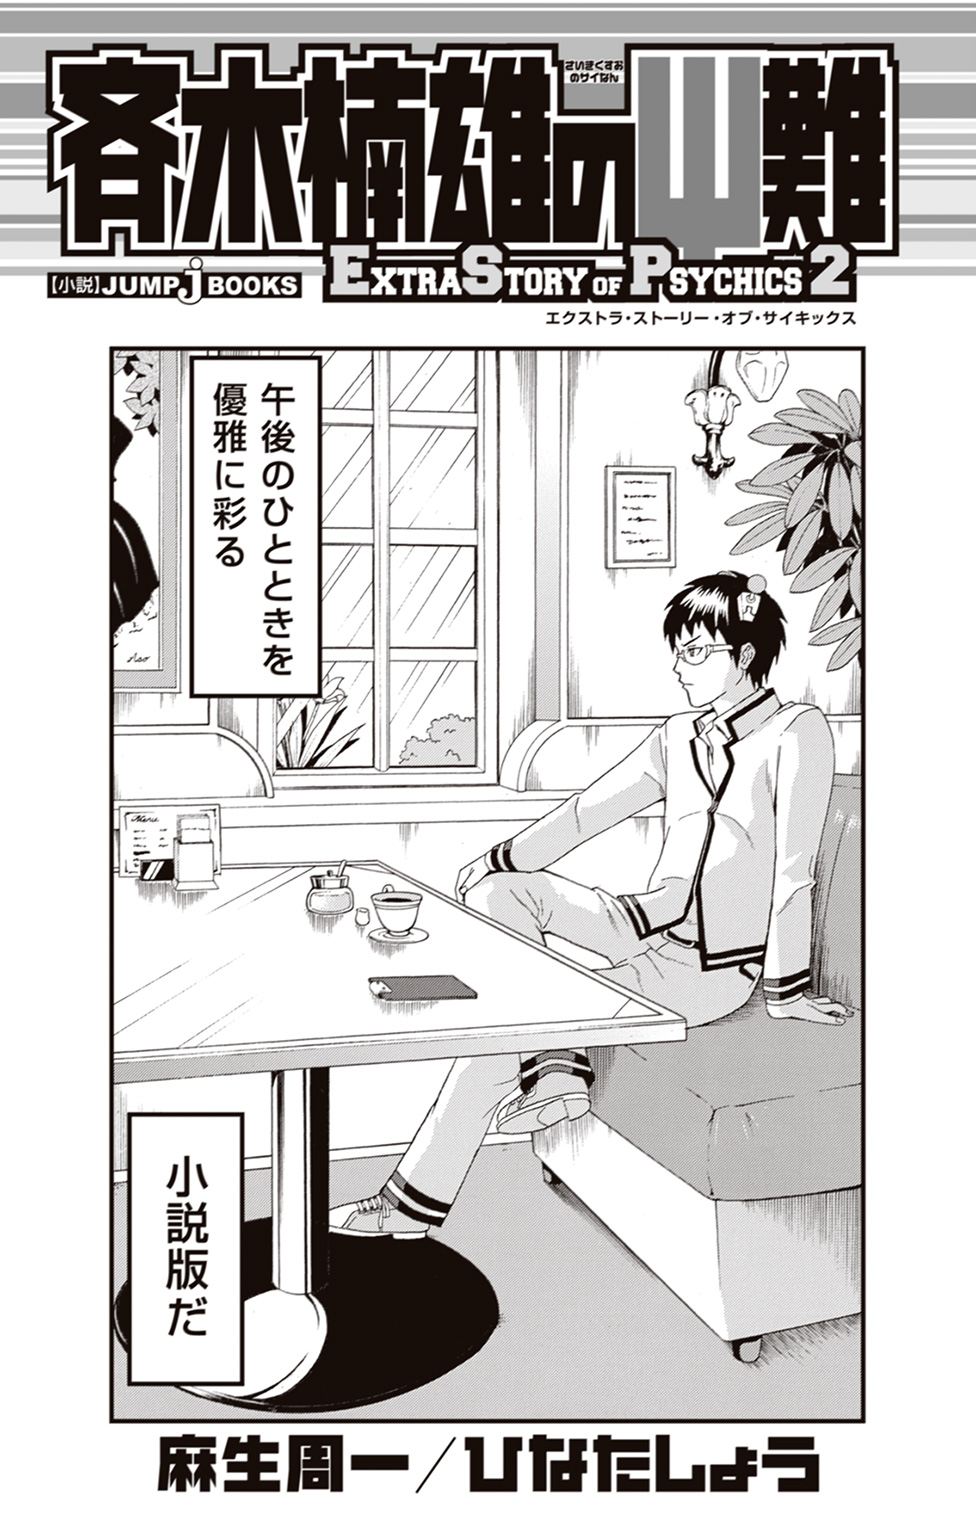 さいきくすお
のサイなん
斉木楠雄のΨ難
【小説】JUMP j BOOKS
EXTRA STORY OF PSYCHICS 2
エクストラ・ストーリー・オブ・サイキックス
午後のひとときを
優雅に彩る
Aso
Menu
小説版だ
麻生周一/ひなたしょう